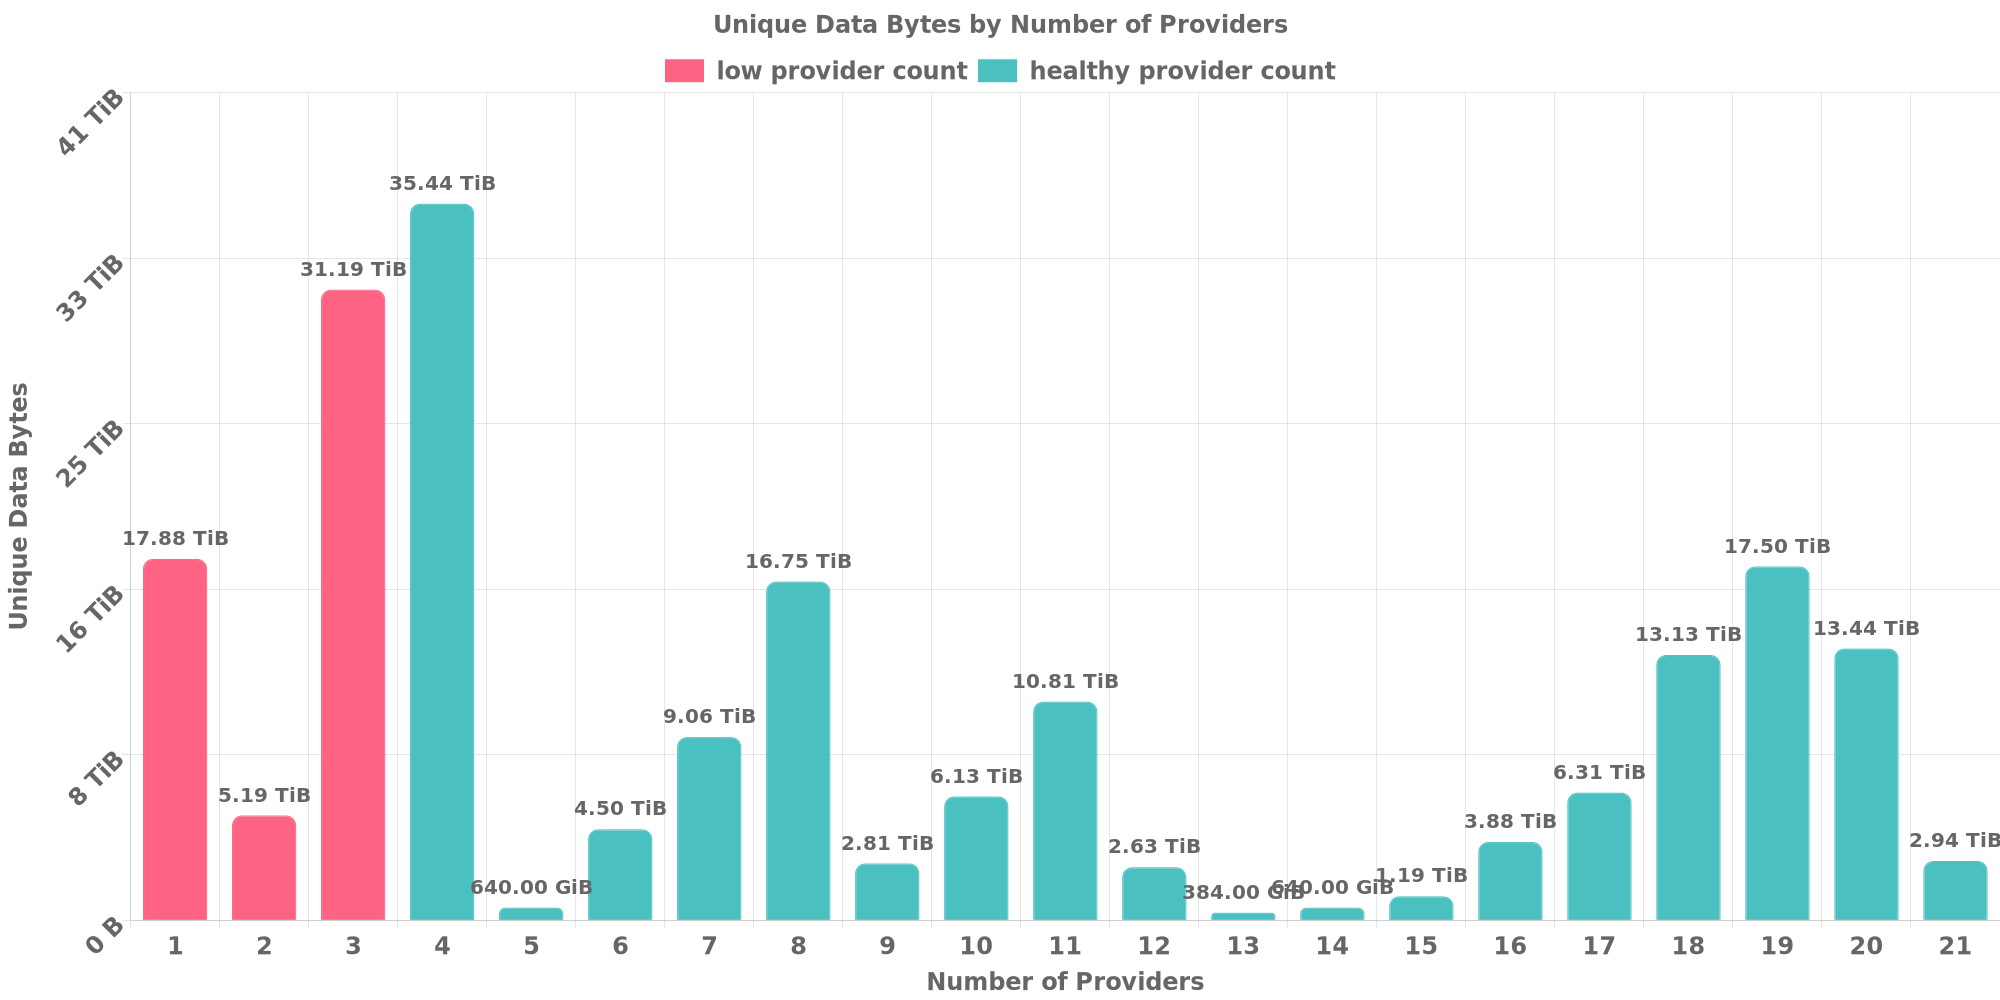 Unique Data Bytes by Number of Providers
low provider count healthy provider count
Unique Data Bytes
41 TiB
33 TiB
25 TiB
16 TiB
8 TiB
0 B
17.88 TiB
5.19 TiB
31.19 TiB
35.44 TiB
640.00 GiB
4.50 TiB
9.06 TiB
16.75 TiB
2.81 TiB
6.13 TiB
10.81 TiB
2.63 TiB
384.00 GiB
640.00 GiB
1.19 TiB
3.88 TiB
6.31 TiB
13.13 TiB
17.50 TiB
13.44 TiB
2.94 TiB
1 2 3 4 5 6 7 8 9 10 11 12 13 14 15 16 17 18 19 20 21
Number of Providers